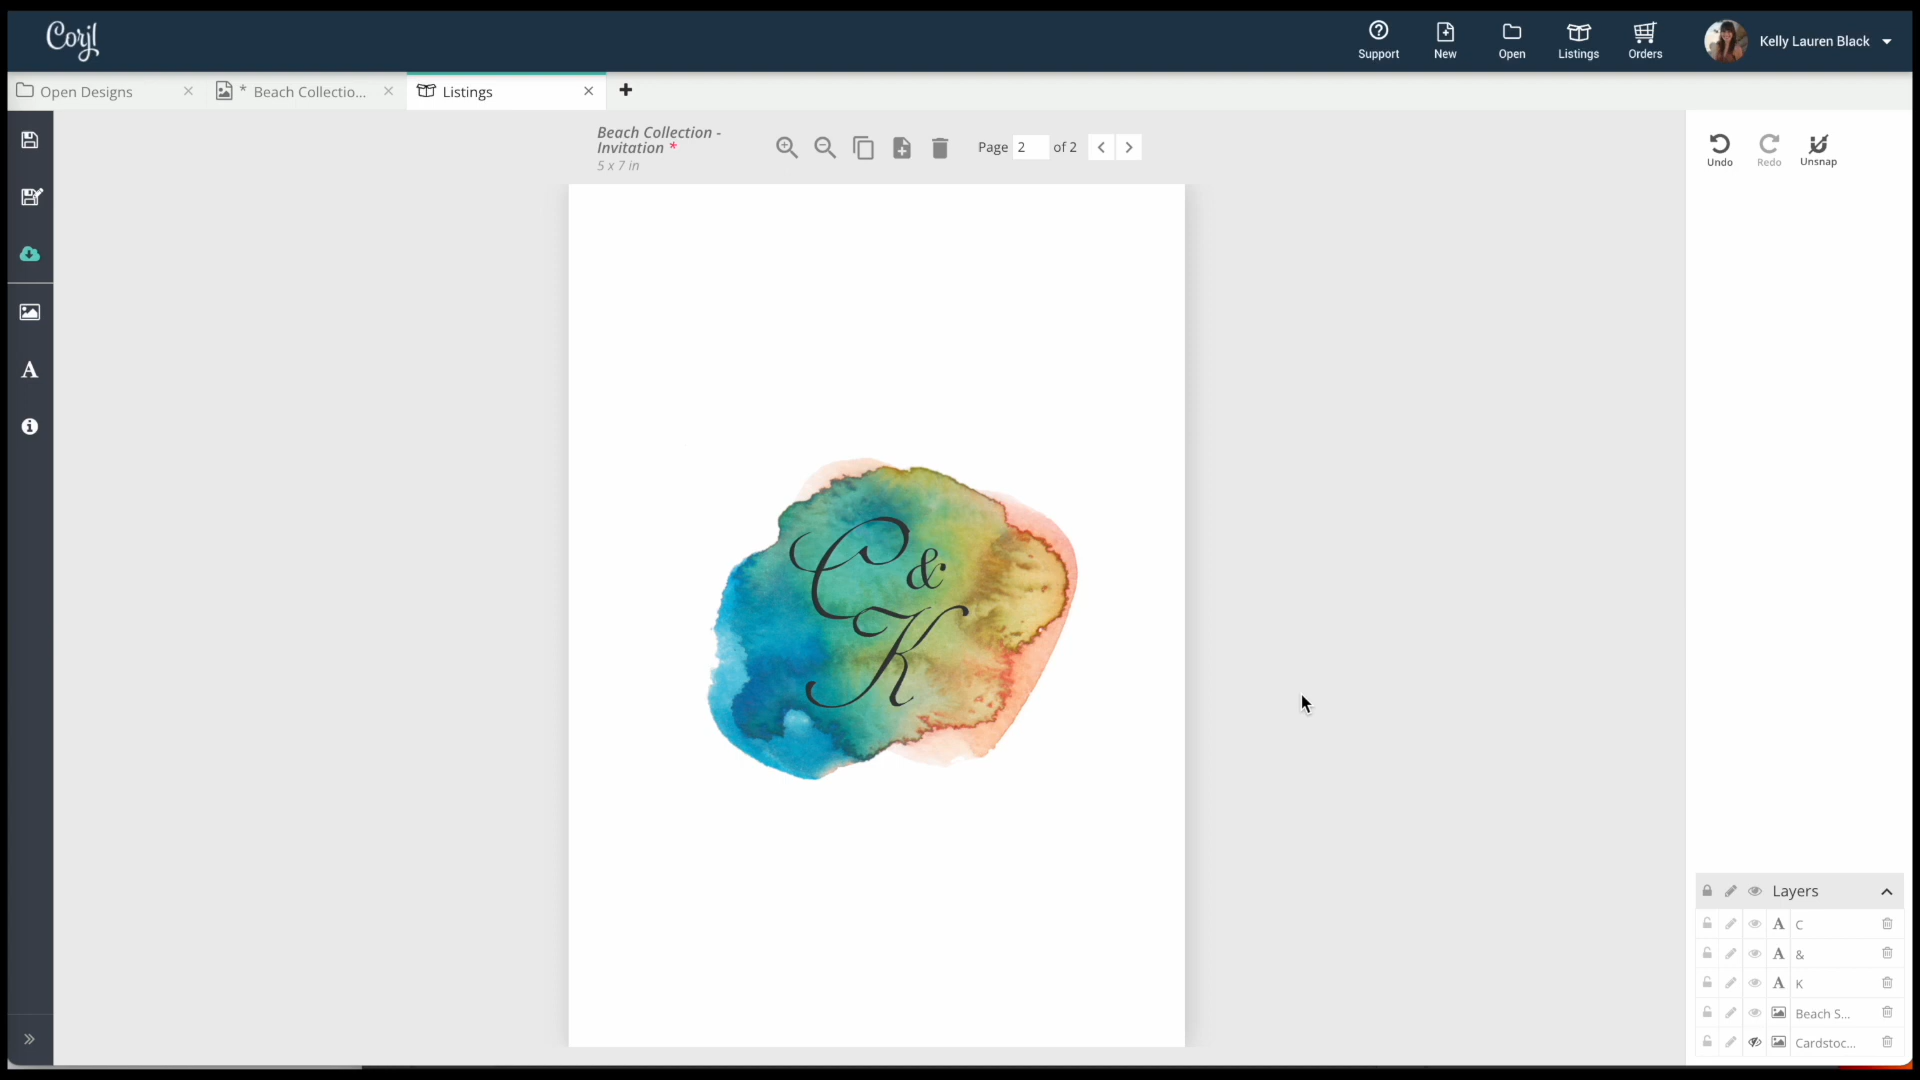 Corjl
Support
New
Open
Listings
Orders
Kelly Lauren Black
Open Designs
* Beach Collectio...
Listings
Beach Collection -
Invitation *
5 x 7 in
Page 2 of 2
Undo
Redo
Unsnap
C &
K
Layers
A C
A &
A K
Beach S...
Cardstoc...